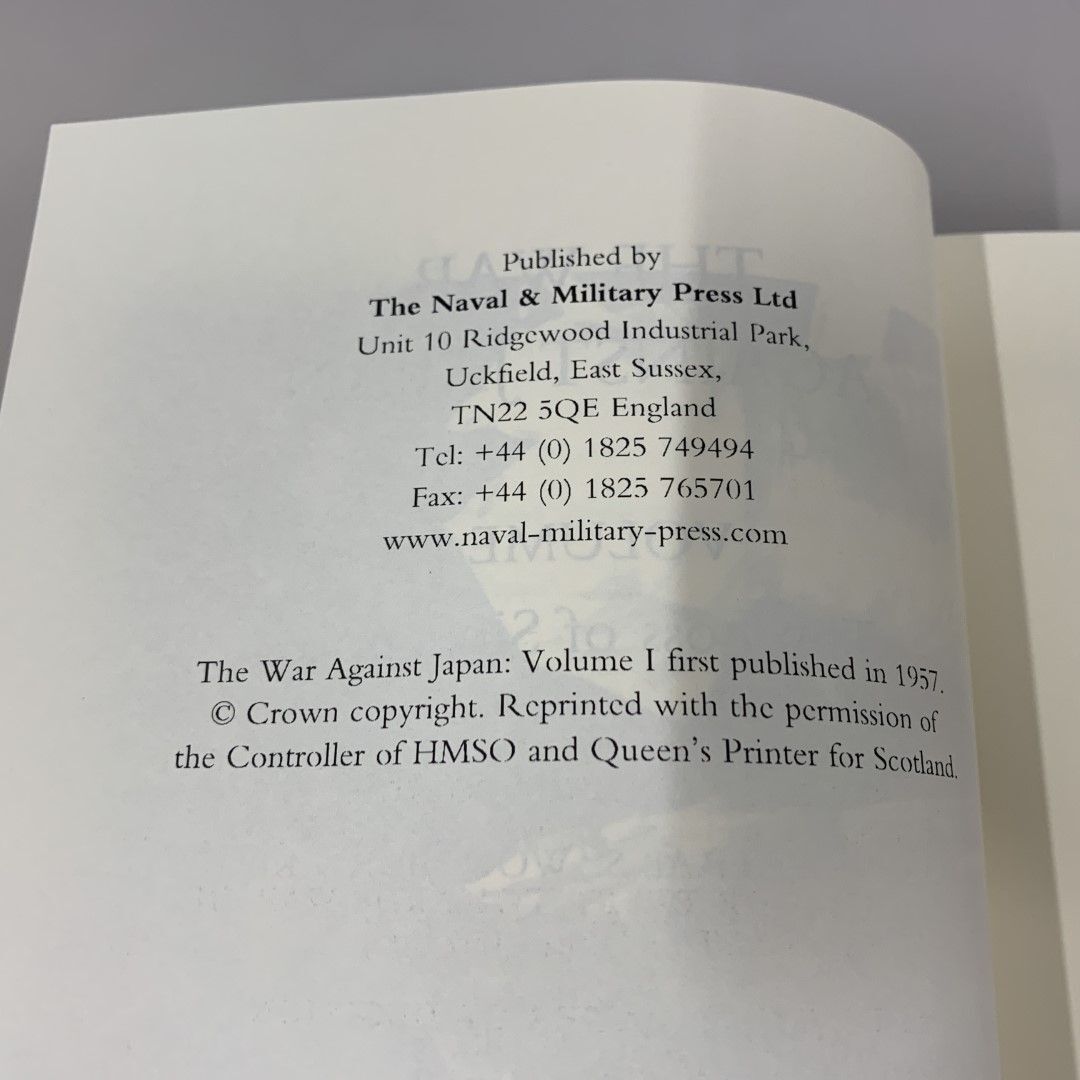 Published by
The Naval & Military Press Ltd
Unit 10 Ridgewood Industrial Park,
Uckfield, East Sussex,
TN22 5QE England
Tel: +44 (0) 1825 749494
Fax: +44 (0) 1825 765701
www.naval-military-press.com
The War Against Japan: Volume I first published in 1957.
© Crown copyright. Reprinted with the permission of
the Controller of HMSO and Queen's Printer for Scotland.